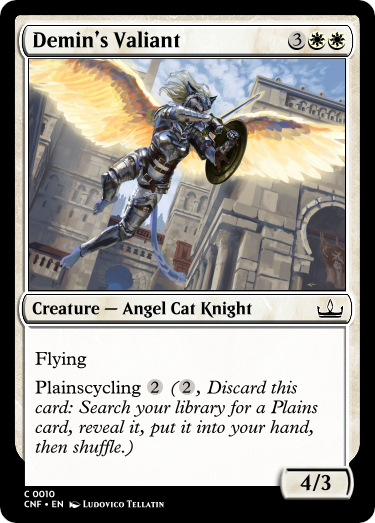 Demin's Valiant 3
Creature — Angel Cat Knight
Flying
Plainscycling 2 (2, Discard this
card: Search your library for a Plains
card, reveal it, put it into your hand,
then shuffle.)
4/3
C 0010
CNF • EN Ludovico Tellatin